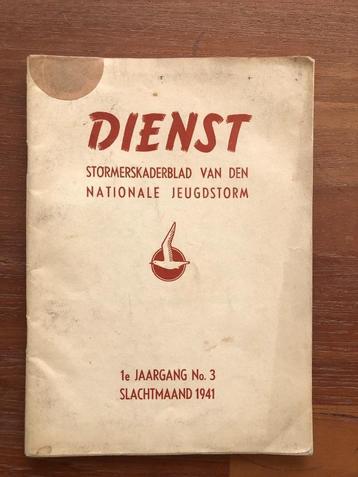 DIENST
STORMERSKADERBLAD VAN DEN
NATIONALE JEUGDSTORM
1e JAARGANG No. 3
SLACHTMAAND 1941